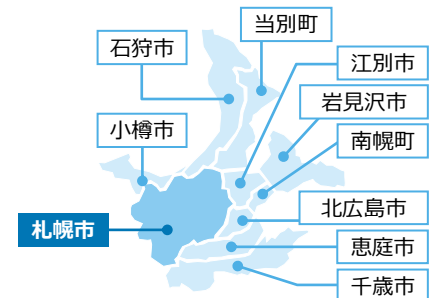 当別町
石狩市
江別市
岩見沢市
小樽市
南幌町
北広島市
札幌市
恵庭市
千歳市